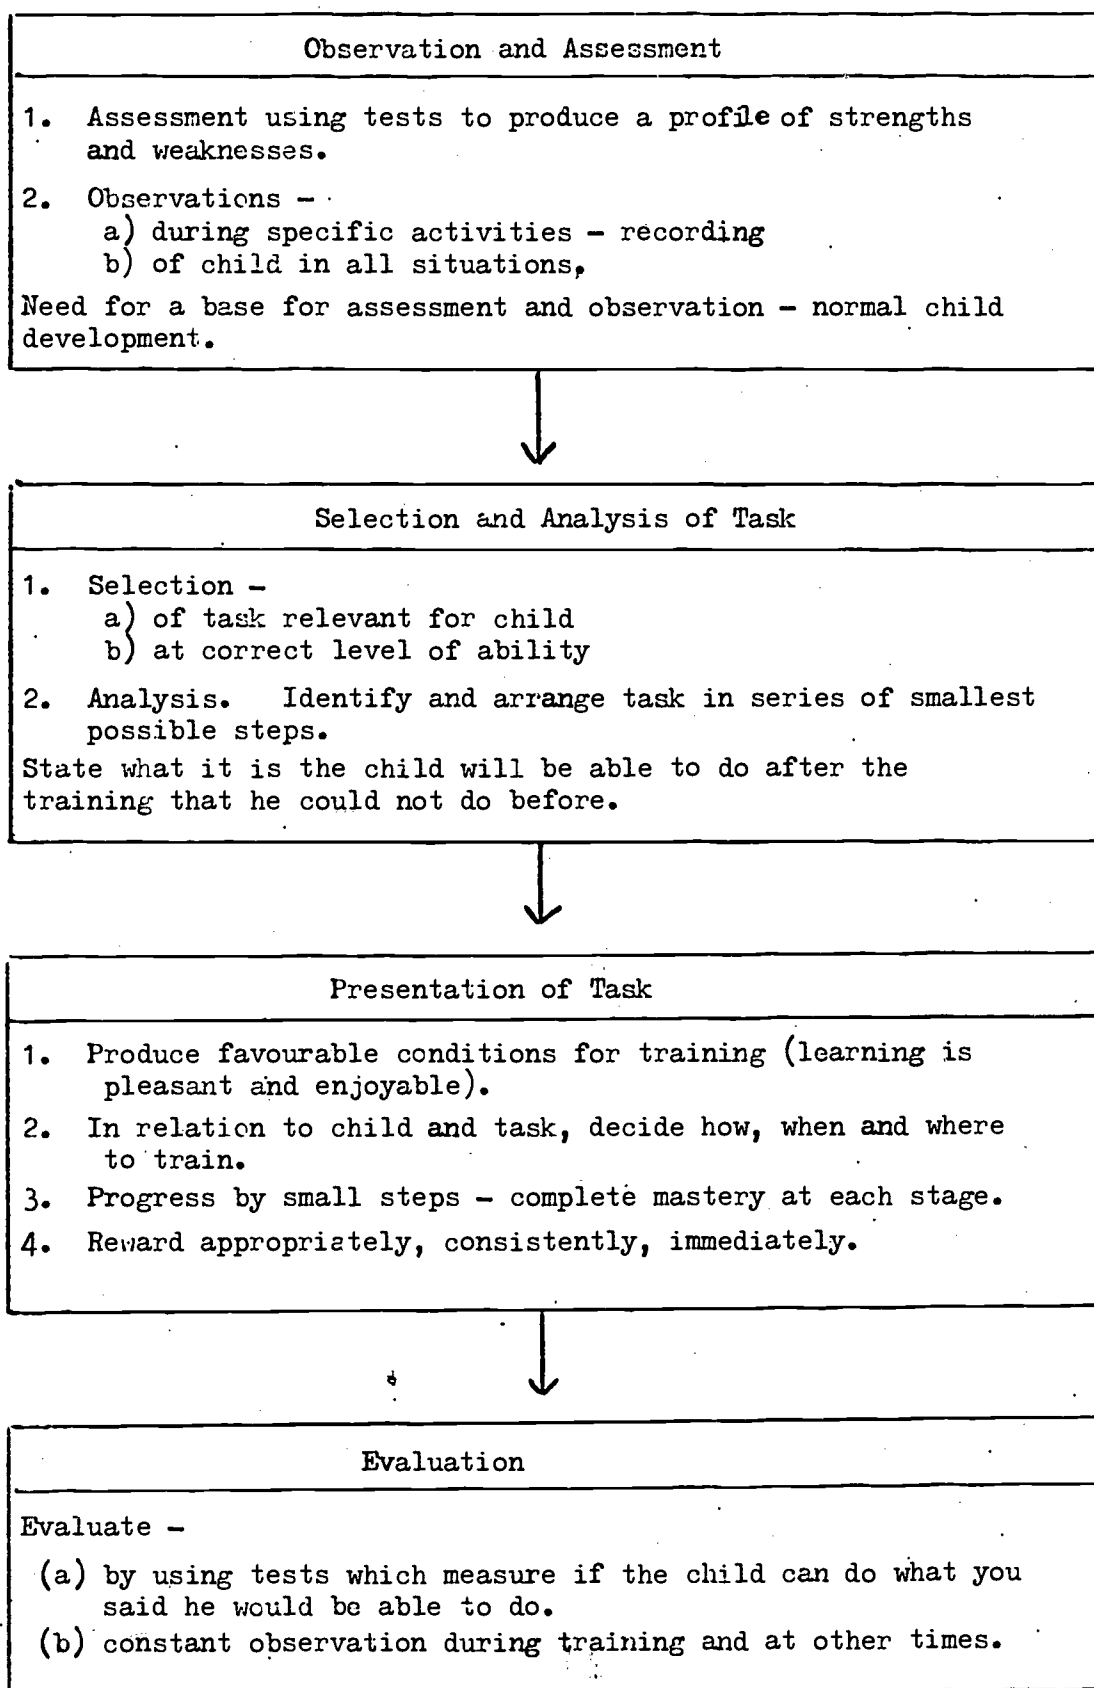 Observation and Assessment
1. Assessment using tests to produce a profile of strengths
and weaknesses.
2. Observations -
a) during specific activities - recording
b) of child in all situations.
Need for a base for assessment and observation - normal child
development.
Selection and Analysis of Task
1. Selection -
a) of task relevant for child
b) at correct level of ability
2. Analysis. Identify and arrange task in series of smallest
possible steps.
State what it is the child will be able to do after the
training that he could not do before.
Presentation of Task
1. Produce favourable conditions for training (learning is
pleasant and enjoyable).
2. In relation to child and task, decide how, when and where
to train.
3. Progress by small steps - complete mastery at each stage.
4. Reward appropriately, consistently, immediately.
Evaluation
Evaluate -
(a) by using tests which measure if the child can do what you
said he would be able to do.
(b) constant observation during training and at other times.